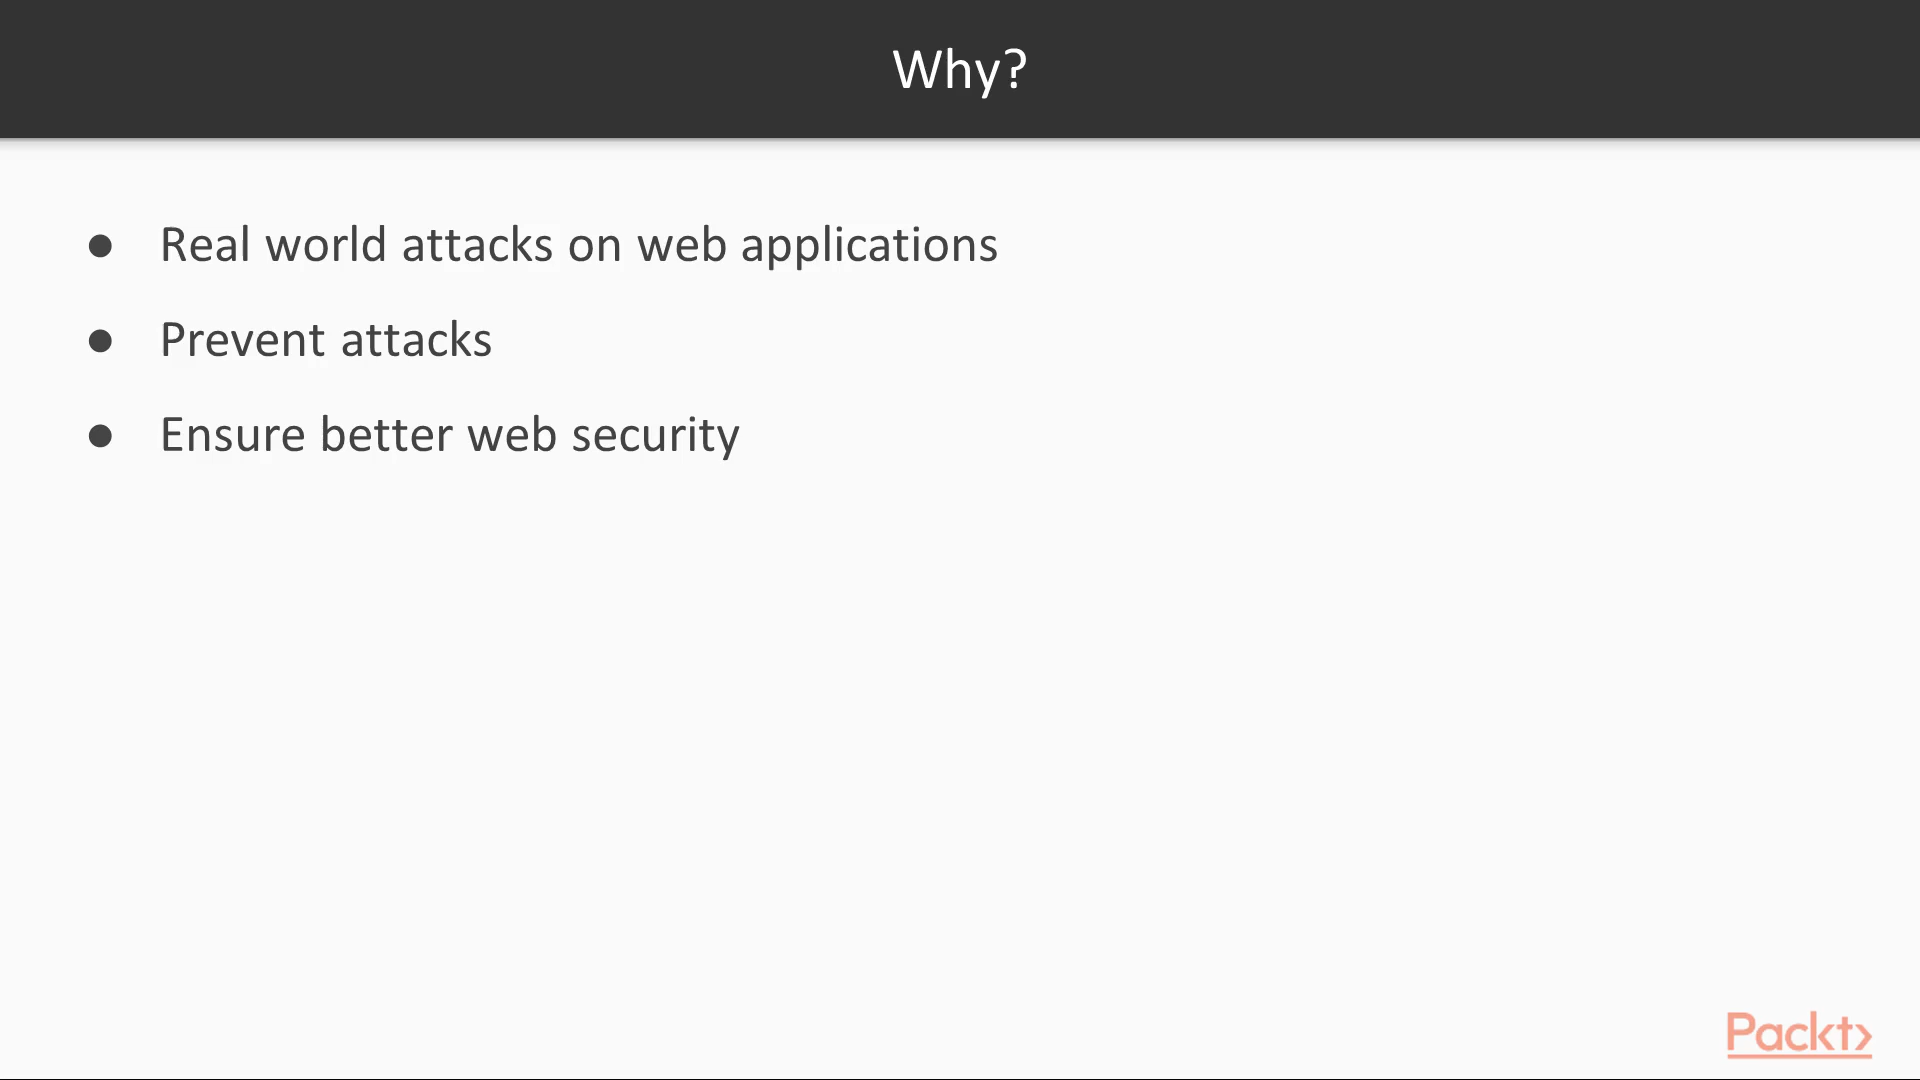 Why?
● Real world attacks on web applications
● Prevent attacks
● Ensure better web security
Packt>